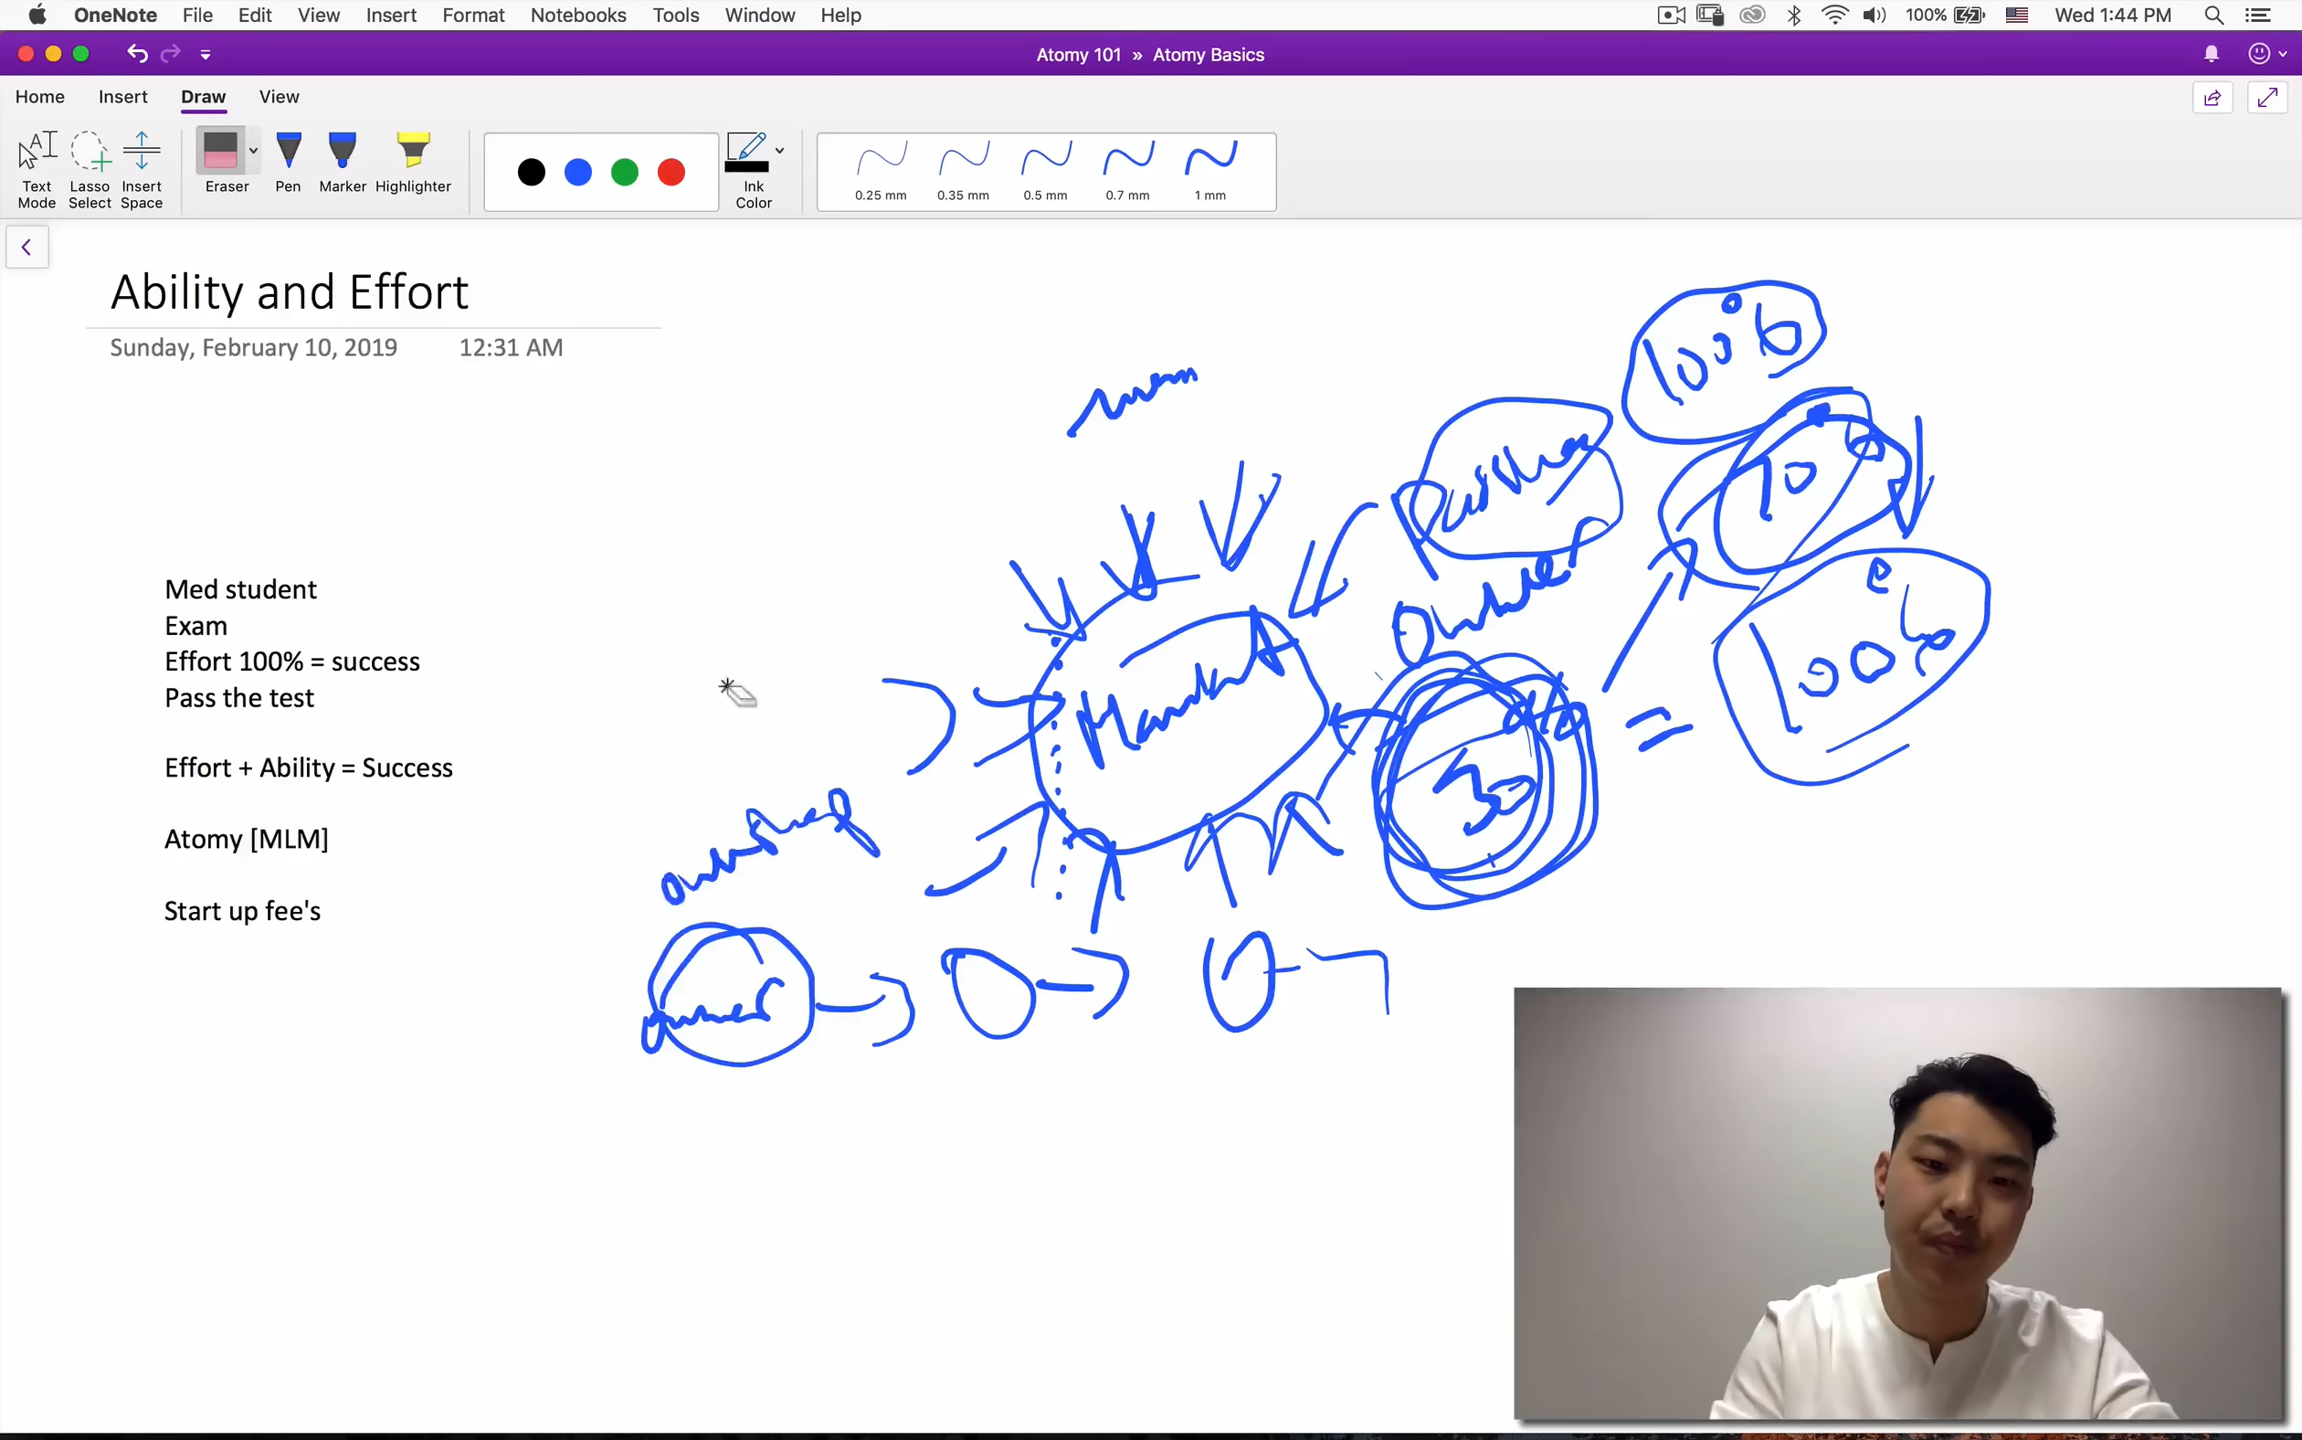 OneNote File Edit View Insert Format Notebooks Tools Window Help 100% Wed 1:44 PM
Atomy 101 » Atomy Basics
Home Insert Draw View
Text Mode
Lasso Select
Insert Space
Eraser
Pen
Marker
Highlighter
Ink Color
0.25 mm 0.35 mm 0.5 mm 0.7 mm 1 mm
Ability and Effort
Sunday, February 10, 2019 12:31 AM
100%
10%
Med student
Exam
Effort 100% = success
Pass the test
Owner
100%
30% =
Effort + Ability = Success
Atomy [MLM]
Start up fee's